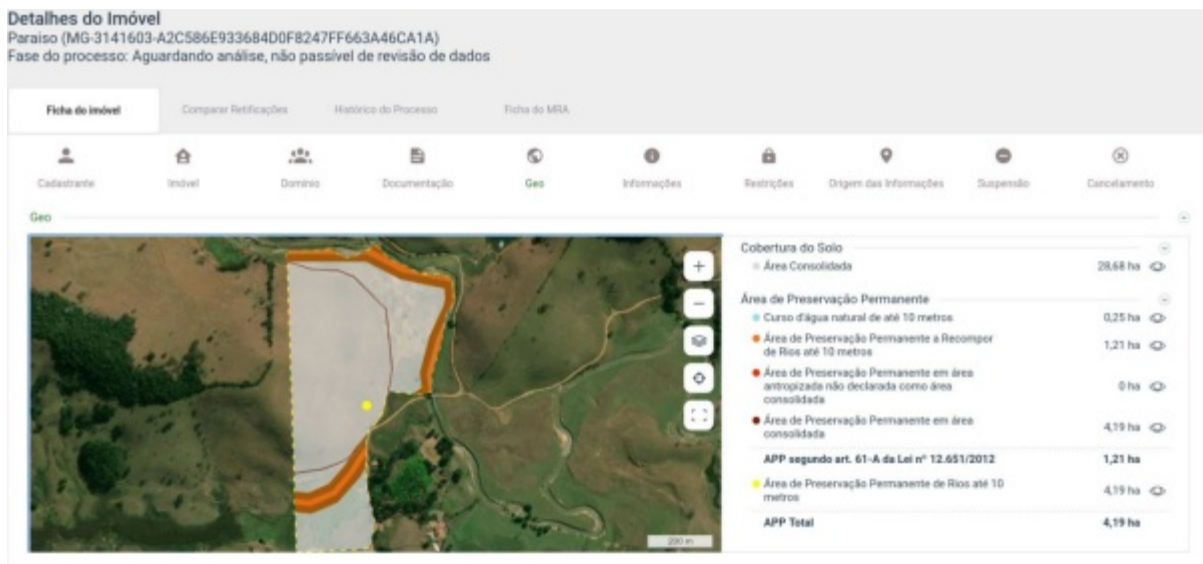 Detalhes do Imóvel
Paraiso (MG-3141603-A2C586E933684D0F8247FF663A46CA1A)
Fase do processo: Aguardando análise, não passível de revisão de dados
Ficha do imóvel
Comparar Retificações
Histórico do Processo
Ficha do MRA
Cadastrante
Imóvel
Domínio
Documentação
Geo
Informações
Restrições
Origem das Informações
Suspensão
Cancelamento
Geo
Cobertura do Solo
Área Consolidada 28,68 ha
Área de Preservação Permanente
Curso d'água natural de até 10 metros 0,25 ha
Área de Preservação Permanente a Recompor
de Rios até 10 metros 1,21 ha
Área de Preservação Permanente em área
antropizada não declarada como área 0 ha
consolidada
Área de Preservação Permanente em área
consolidada 4,19 ha
APP segundo art. 61-A da Lei nº 12.651/2012 1,21 ha
Área de Preservação Permanente de Rios até 10
metros 4,19 ha
APP Total 4,19 ha
200 m